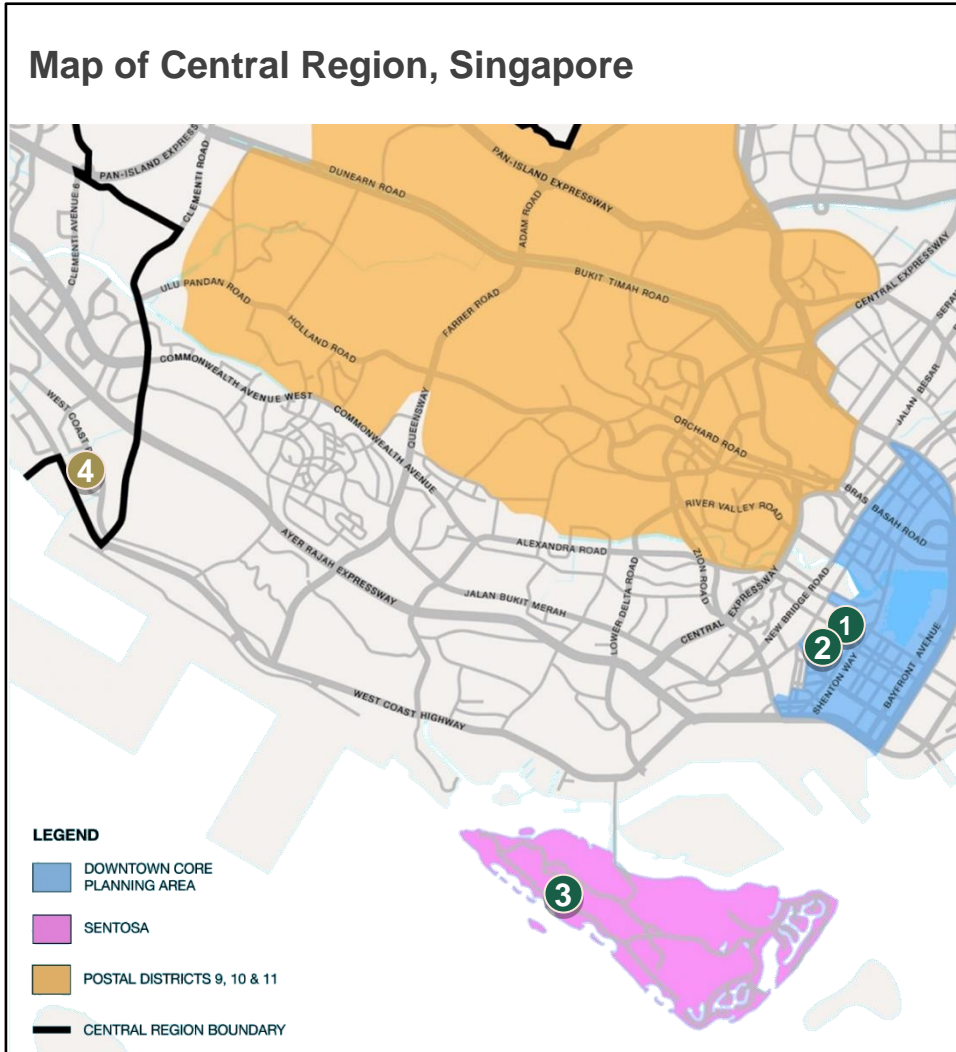 Map of Central Region, Singapore
PAN-ISLAND EXPRES
CLEMENTI ROAD
CLEMENTI AVENUE 6
DUNEARN ROAD
PAN-ISLAND EXPRESSWAY
ADAM ROAD
BUKIT TIMAH ROAD
CENTRAL EXPRESSWAY
SERAN
ULU PANDAN ROAD
HOLLAND ROAD
FARRER ROAD
COMMONWEALTH AVENUE WEST
JALAN BESAR
WEST COAST R
COMMONWEALTH AVENUE
QUEENSWAY
ORCHARD ROAD
4
RIVER VALLEY ROAD
BRAS BASAH ROAD
AYER RAJAH EXPRESSWAY
ALEXANDRA ROAD
ZION ROAD
JALAN BUKIT MERAH
LOWER DELTA ROAD
CENTRAL EXPRESSWAY
NEW BRIDGE ROAD
1
2
SHENTON WAY
BAYFRONT AVENUE
WEST COAST HIGHWAY
3
LEGEND
DOWNTOWN CORE
PLANNING AREA
SENTOSA
POSTAL DISTRICTS 9, 10 & 11
CENTRAL REGION BOUNDARY